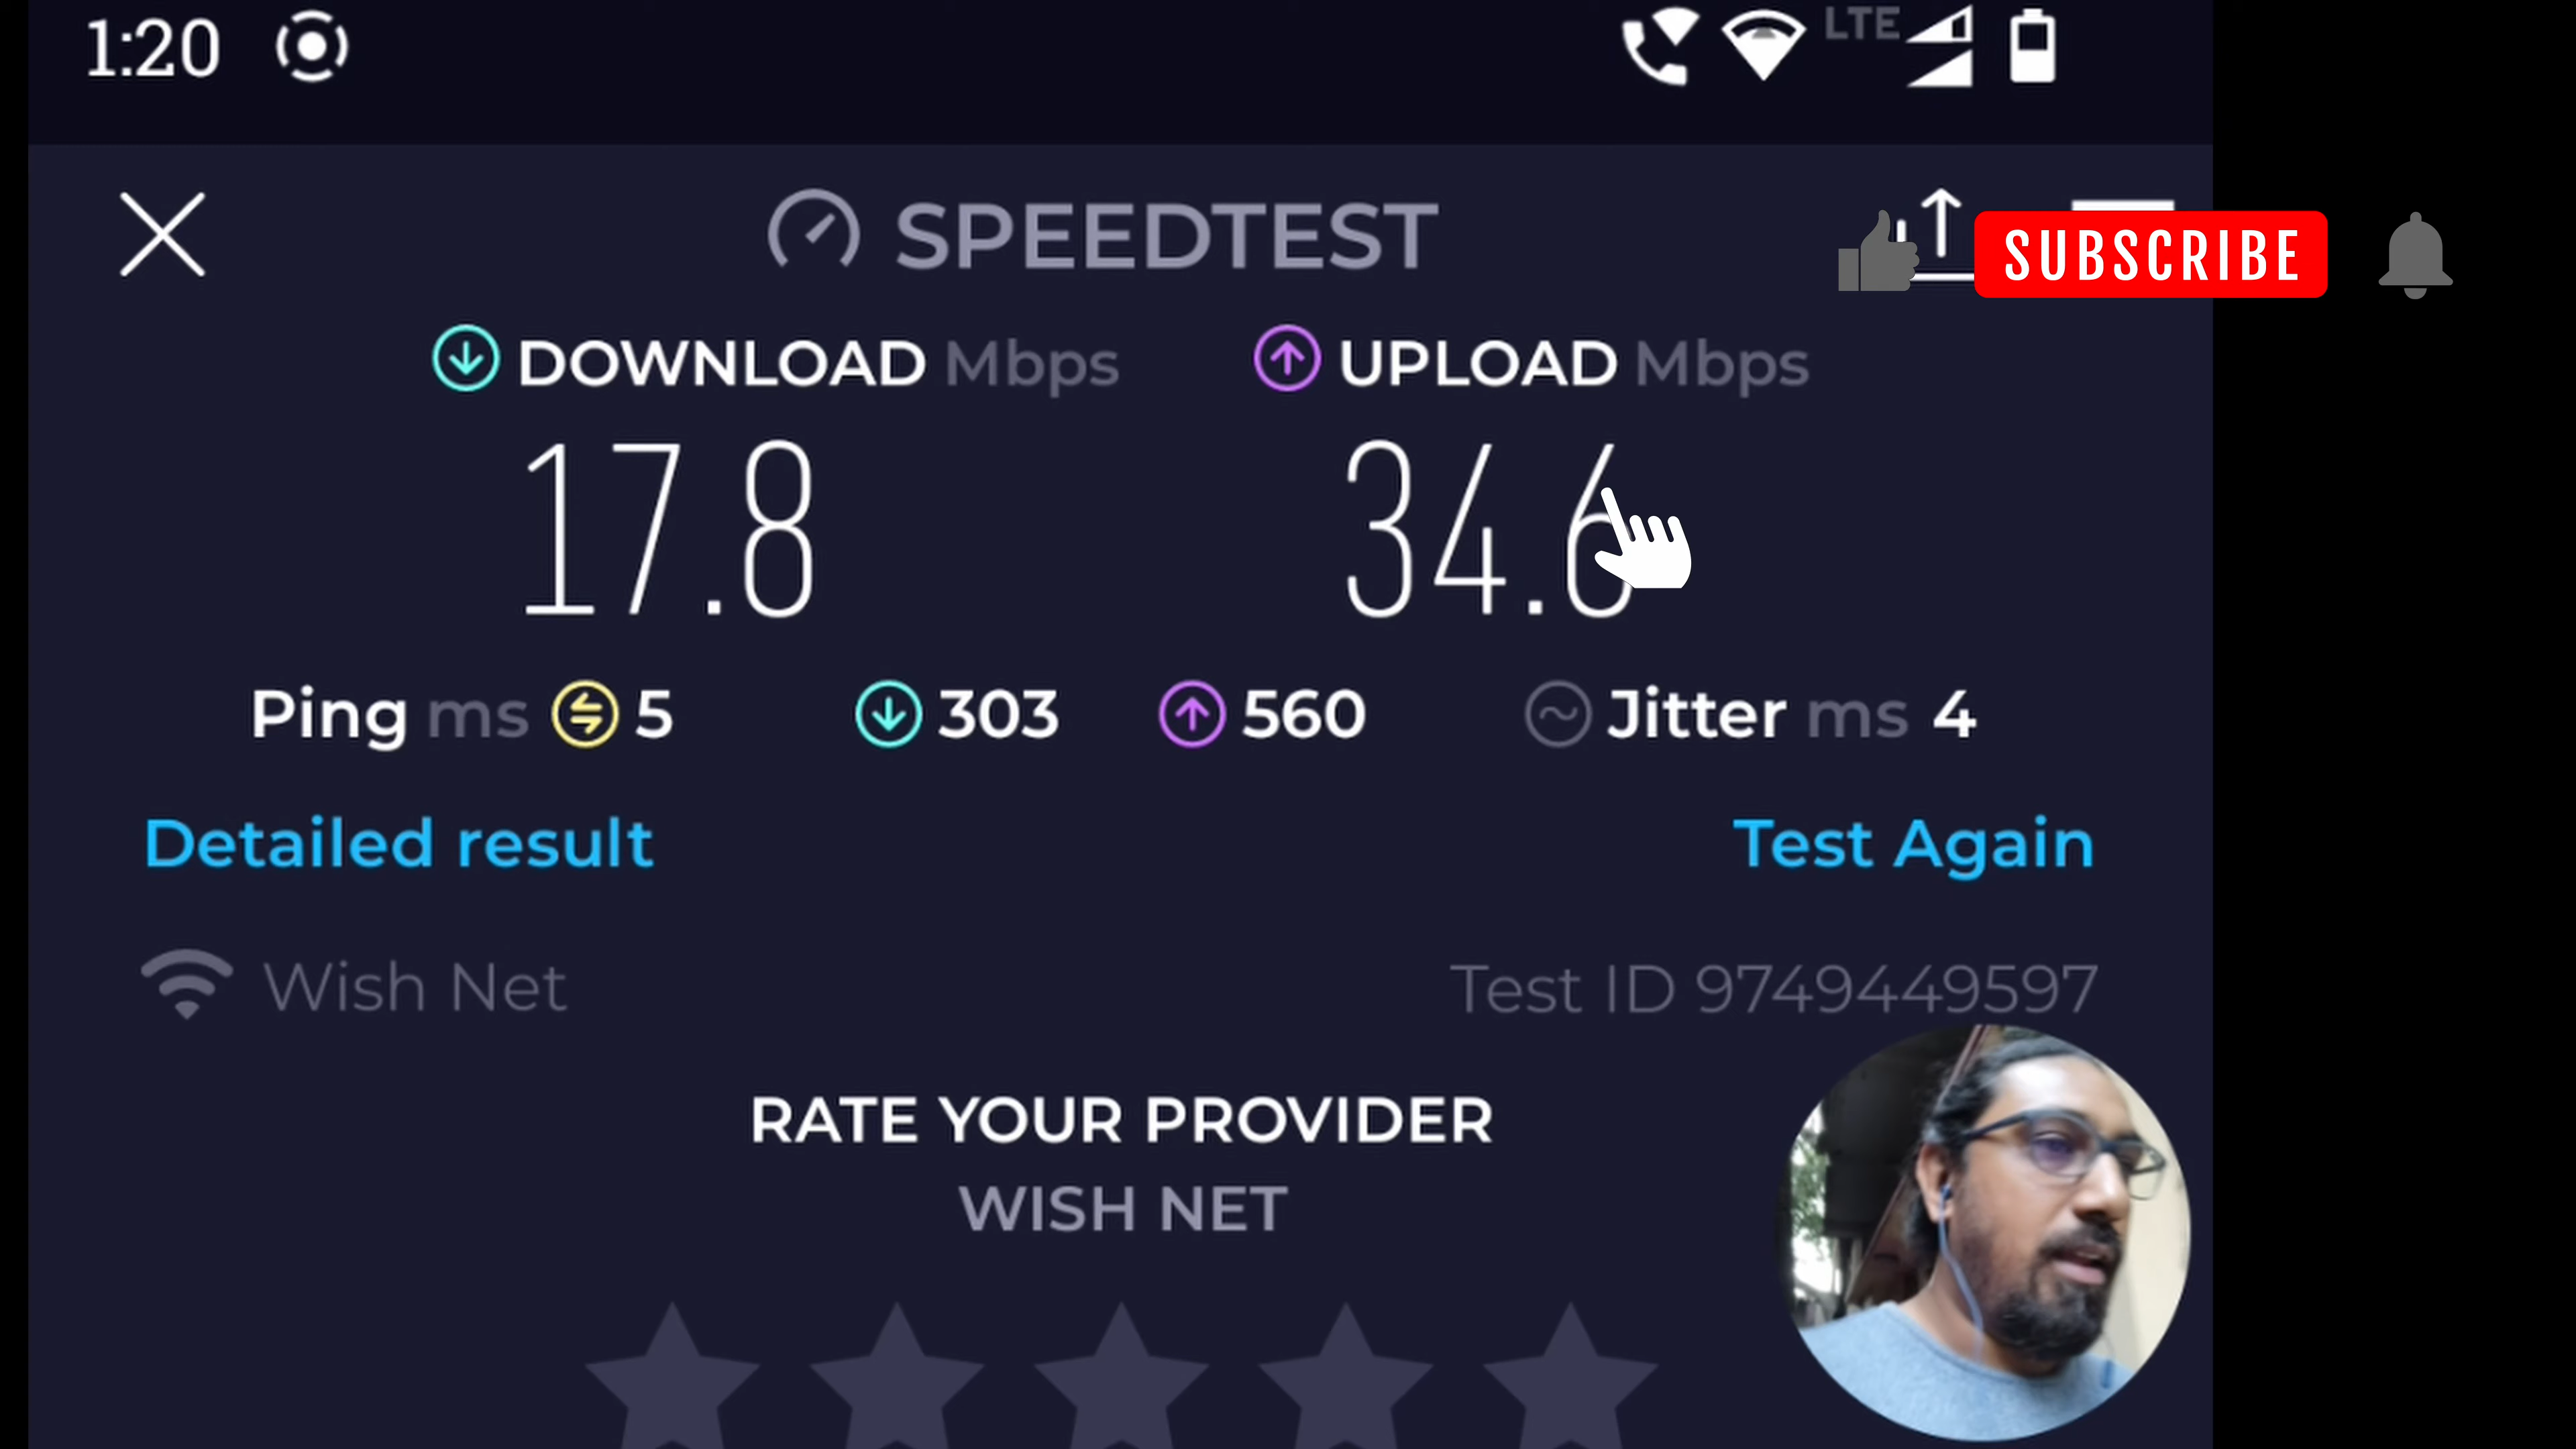 1:20
LTE
SPEEDTEST
SUBSCRIBE
DOWNLOAD Mbps
UPLOAD Mbps
17.8
34.6
Ping ms 5
303
560
Jitter ms 4
Detailed result
Test Again
Wish Net
Test ID 9749449597
RATE YOUR PROVIDER
WISH NET